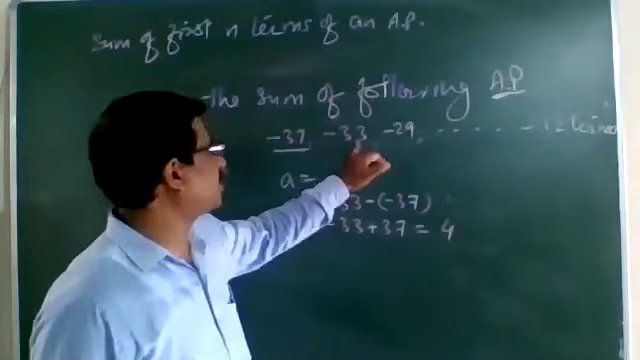 Sum of first n terms of an A.P.
the sum of following AP
-37, -33, -29, ....... 12 terms
a = -
33 - (-37)
-33 + 37 = 4